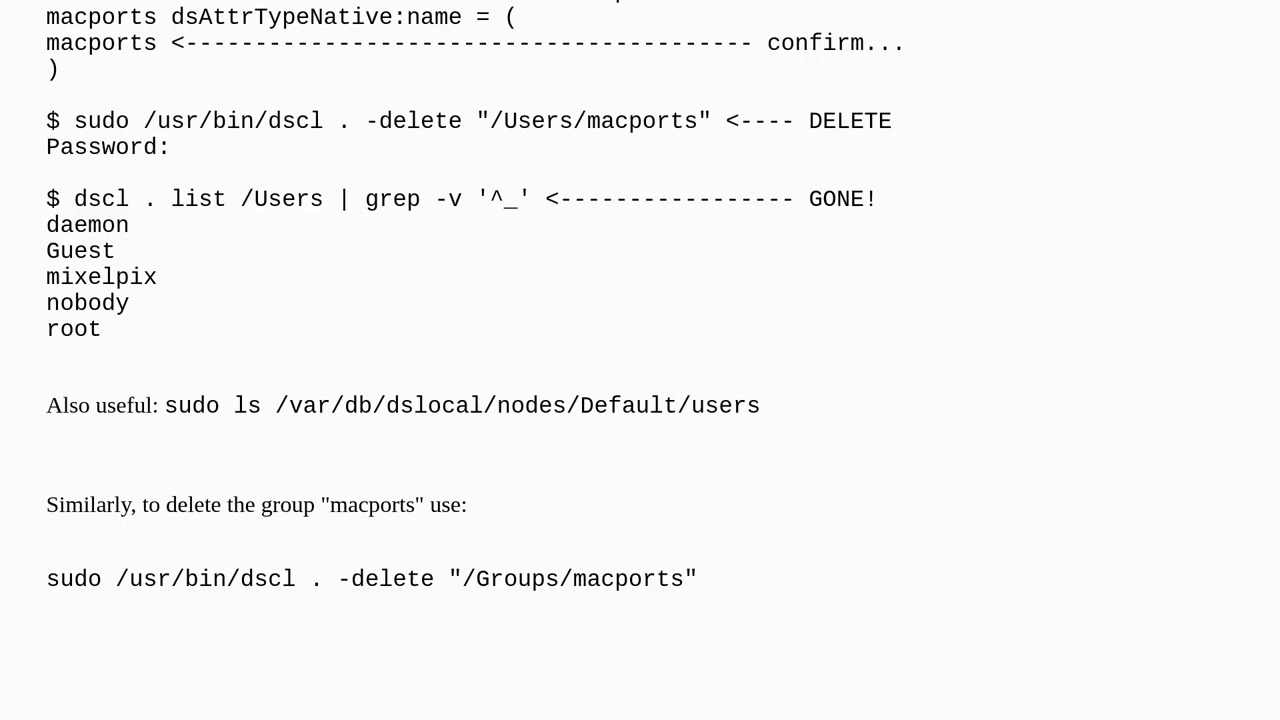 macports dsAttrTypeNative:name = (
macports <----------------------------------------- confirm...
)
$ sudo /usr/bin/dscl . -delete "/Users/macports" <---- DELETE
Password:
$ dscl . list /Users | grep -v '^_' <----------------- GONE!
daemon
Guest
mixelpix
nobody
root
Also useful: sudo ls /var/db/dslocal/nodes/Default/users
Similarly, to delete the group "macports" use:
sudo /usr/bin/dscl . -delete "/Groups/macports"